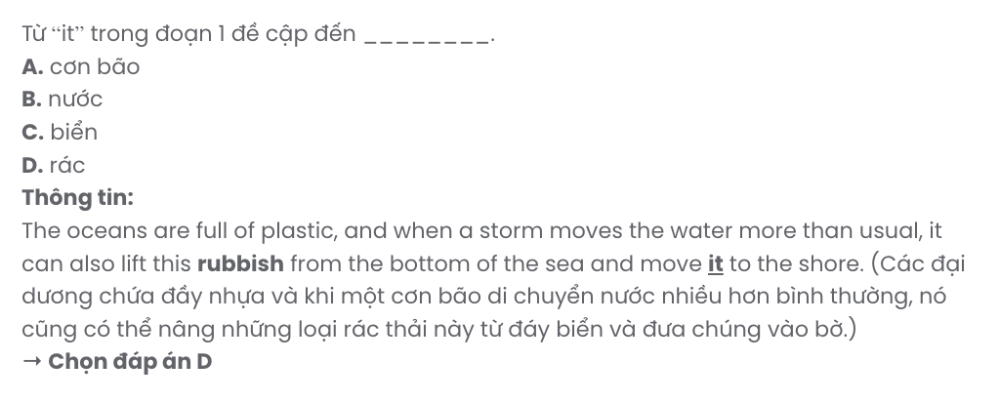 Từ “it” trong đoạn 1 đề cập đến ________.
A. cơn bão
B. nước
C. biển
D. rác
Thông tin:
The oceans are full of plastic, and when a storm moves the water more than usual, it
can also lift this rubbish from the bottom of the sea and move it to the shore. (Các đại
dương chứa đầy nhựa và khi một cơn bão di chuyển nước nhiều hơn bình thường, nó
cũng có thể nâng những loại rác thải này từ đáy biển và đưa chúng vào bờ.)
→ Chọn đáp án D